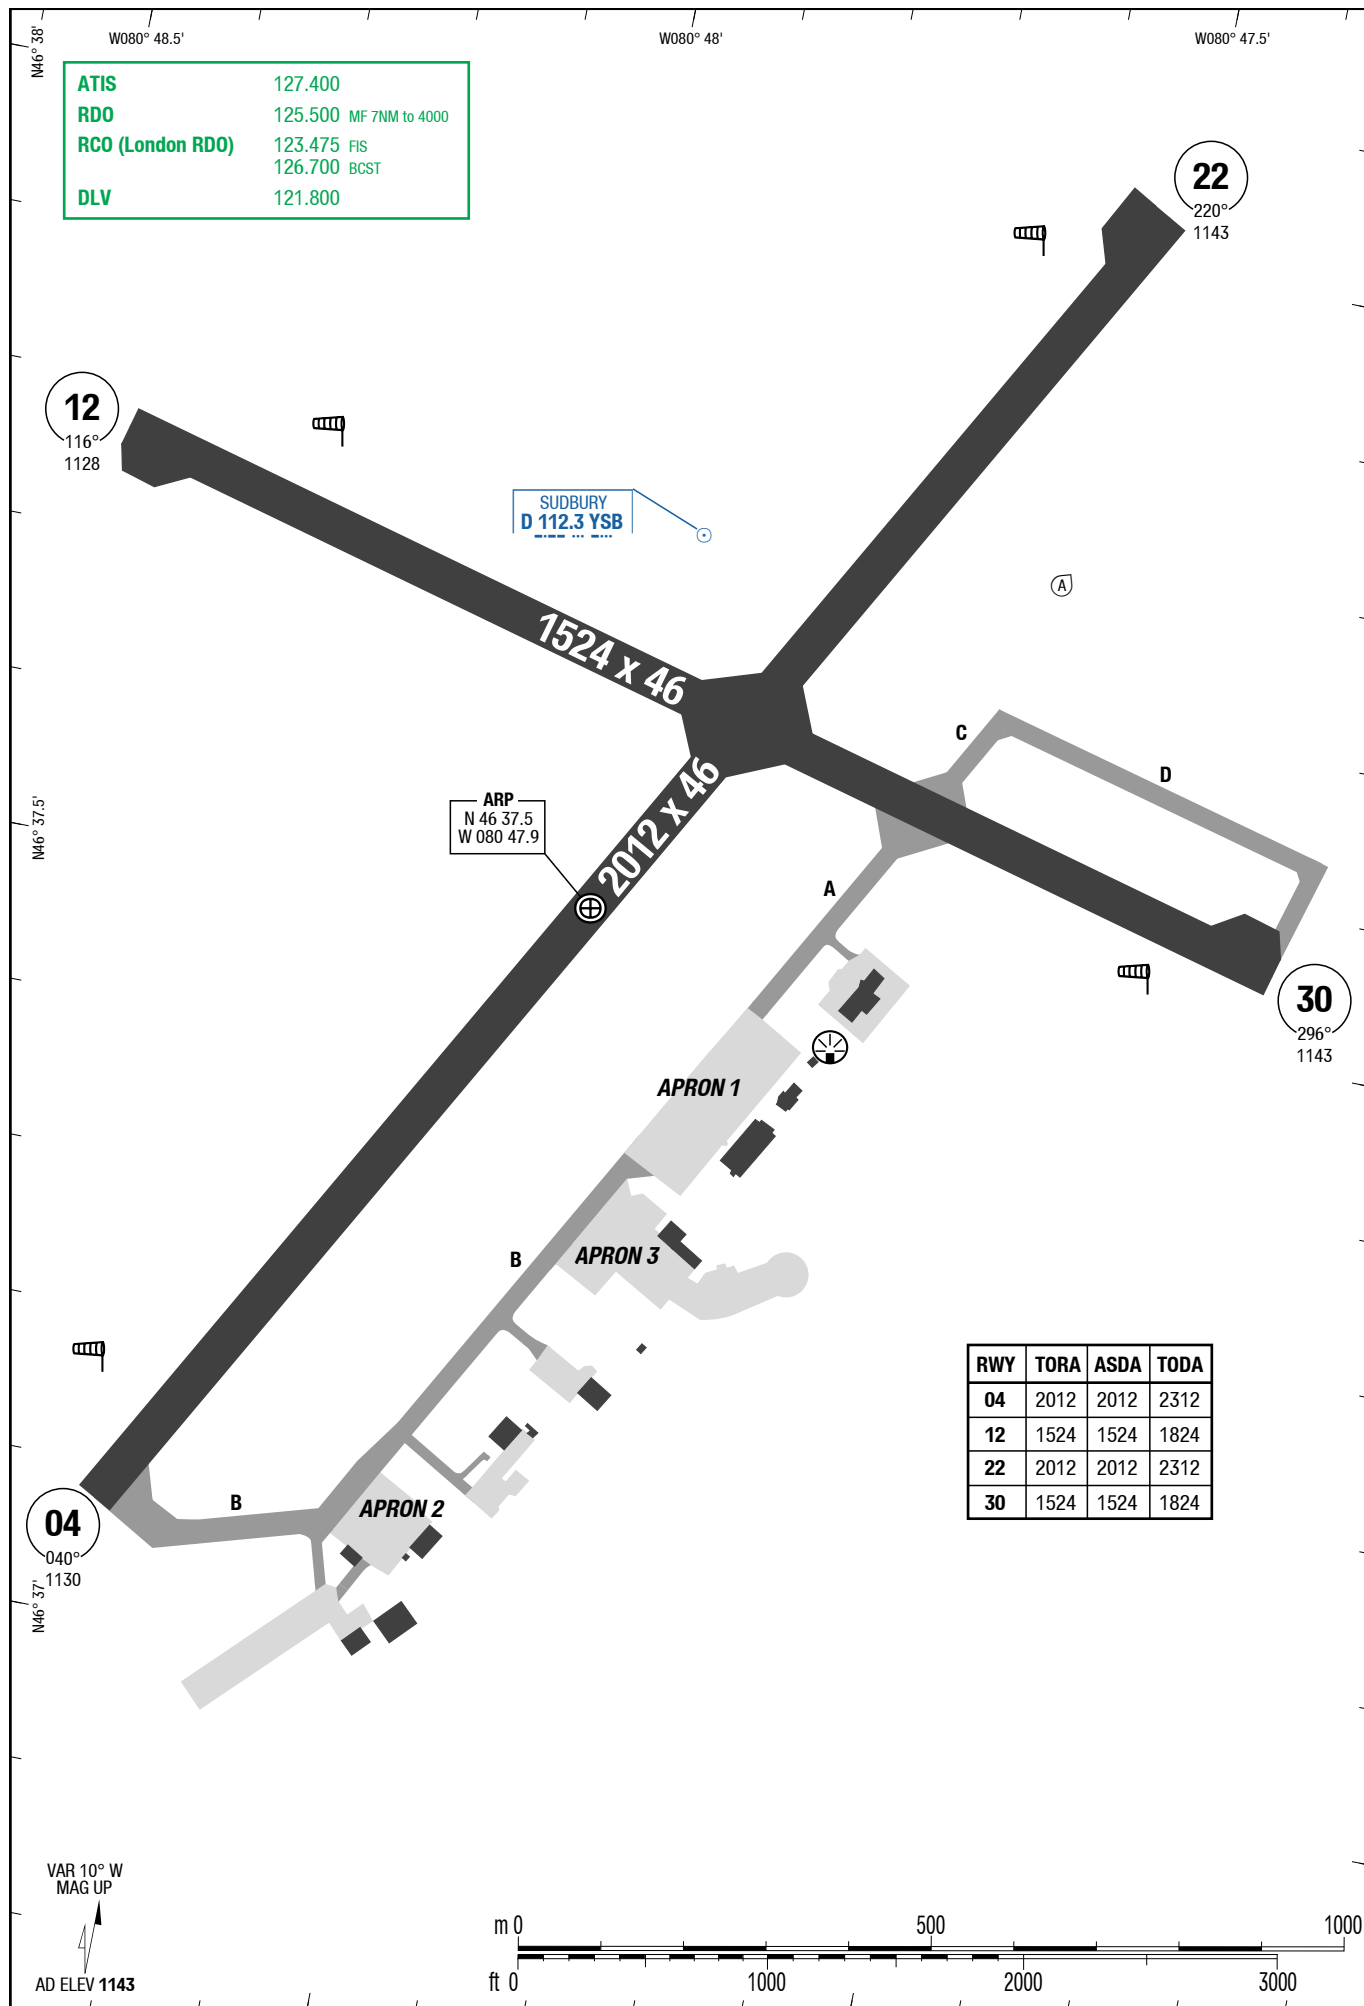 W080° 48.5'
W080° 48'
W080° 47.5'
N46° 38'
ATIS 127.400
RDO 125.500 MF 7NM to 4000
RCO (London RDO) 123.475 FIS
126.700 BCST
DLV 121.800
22
220°
1143
12
116°
1128
SUDBURY
D 112.3 YSB
A
1524 x 46
C
D
ARP
N 46 37.5
W 080 47.9
2012 x 46
N46° 37.5'
A
30
296°
1143
APRON 1
B
APRON 3
RWY TORA ASDA TODA
04 2012 2012 2312
12 1524 1524 1824
22 2012 2012 2312
30 1524 1524 1824
B
APRON 2
04
040°
1130
N46° 37'
VAR 10° W
MAG UP
AD ELEV 1143
m 0 500 1000
ft 0 1000 2000 3000